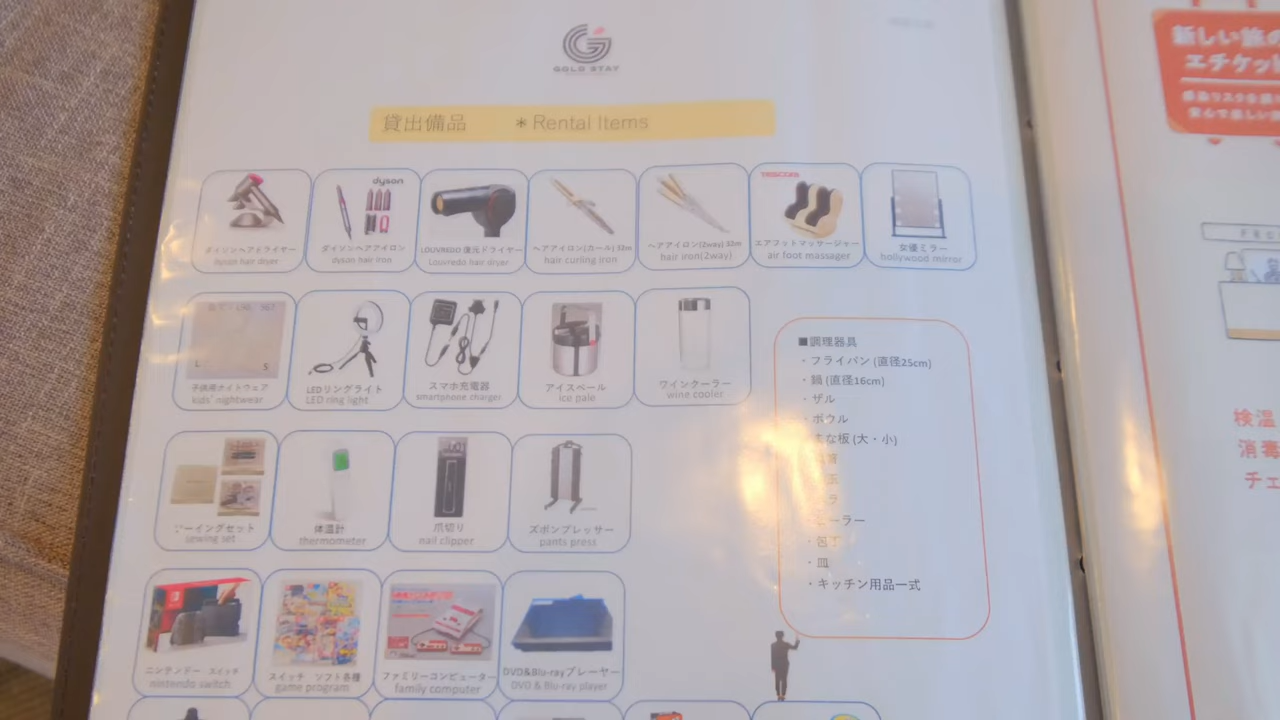 GOLD STAY
貸出備品 *Rental Items
dyson
TESCOM
ダイソンヘアドライヤー
dyson hair dryer
ダイソンヘアアイロン
dyson hair iron
LOUVREDO 復元ドライヤー
Louvredo hair dryer
ヘアアイロン(カール) 32m
hair curling iron
ヘアアイロン(2way) 32m
hair iron(2way)
エアフットマッサージャー
air foot massager
女優ミラー
hollywood mirror
子供用ナイトウェア
kids' nightwear
LEDリングライト
LED ring light
スマホ充電器
smartphone charger
アイスペール
ice pale
ワインクーラー
wine cooler
■調理器具
・フライパン (直径25cm)
・鍋 (直径16cm)
・ザル
・ボウル
まな板 (大・小)
・包丁
・皿
・キッチン用品一式
ソーイングセット
sewing set
体温計
thermometer
爪切り
nail clipper
ズボンプレッサー
pants press
ニンテンドー スイッチ
nintendo switch
スイッチ ソフト各種
game program
ファミリーコンピューター
family computer
DVD&Blu-rayプレーヤー
DVD & Blu-ray player
新しい旅の
エチケット
感染リスクを
安心で楽しい
検温
消毒
チェ